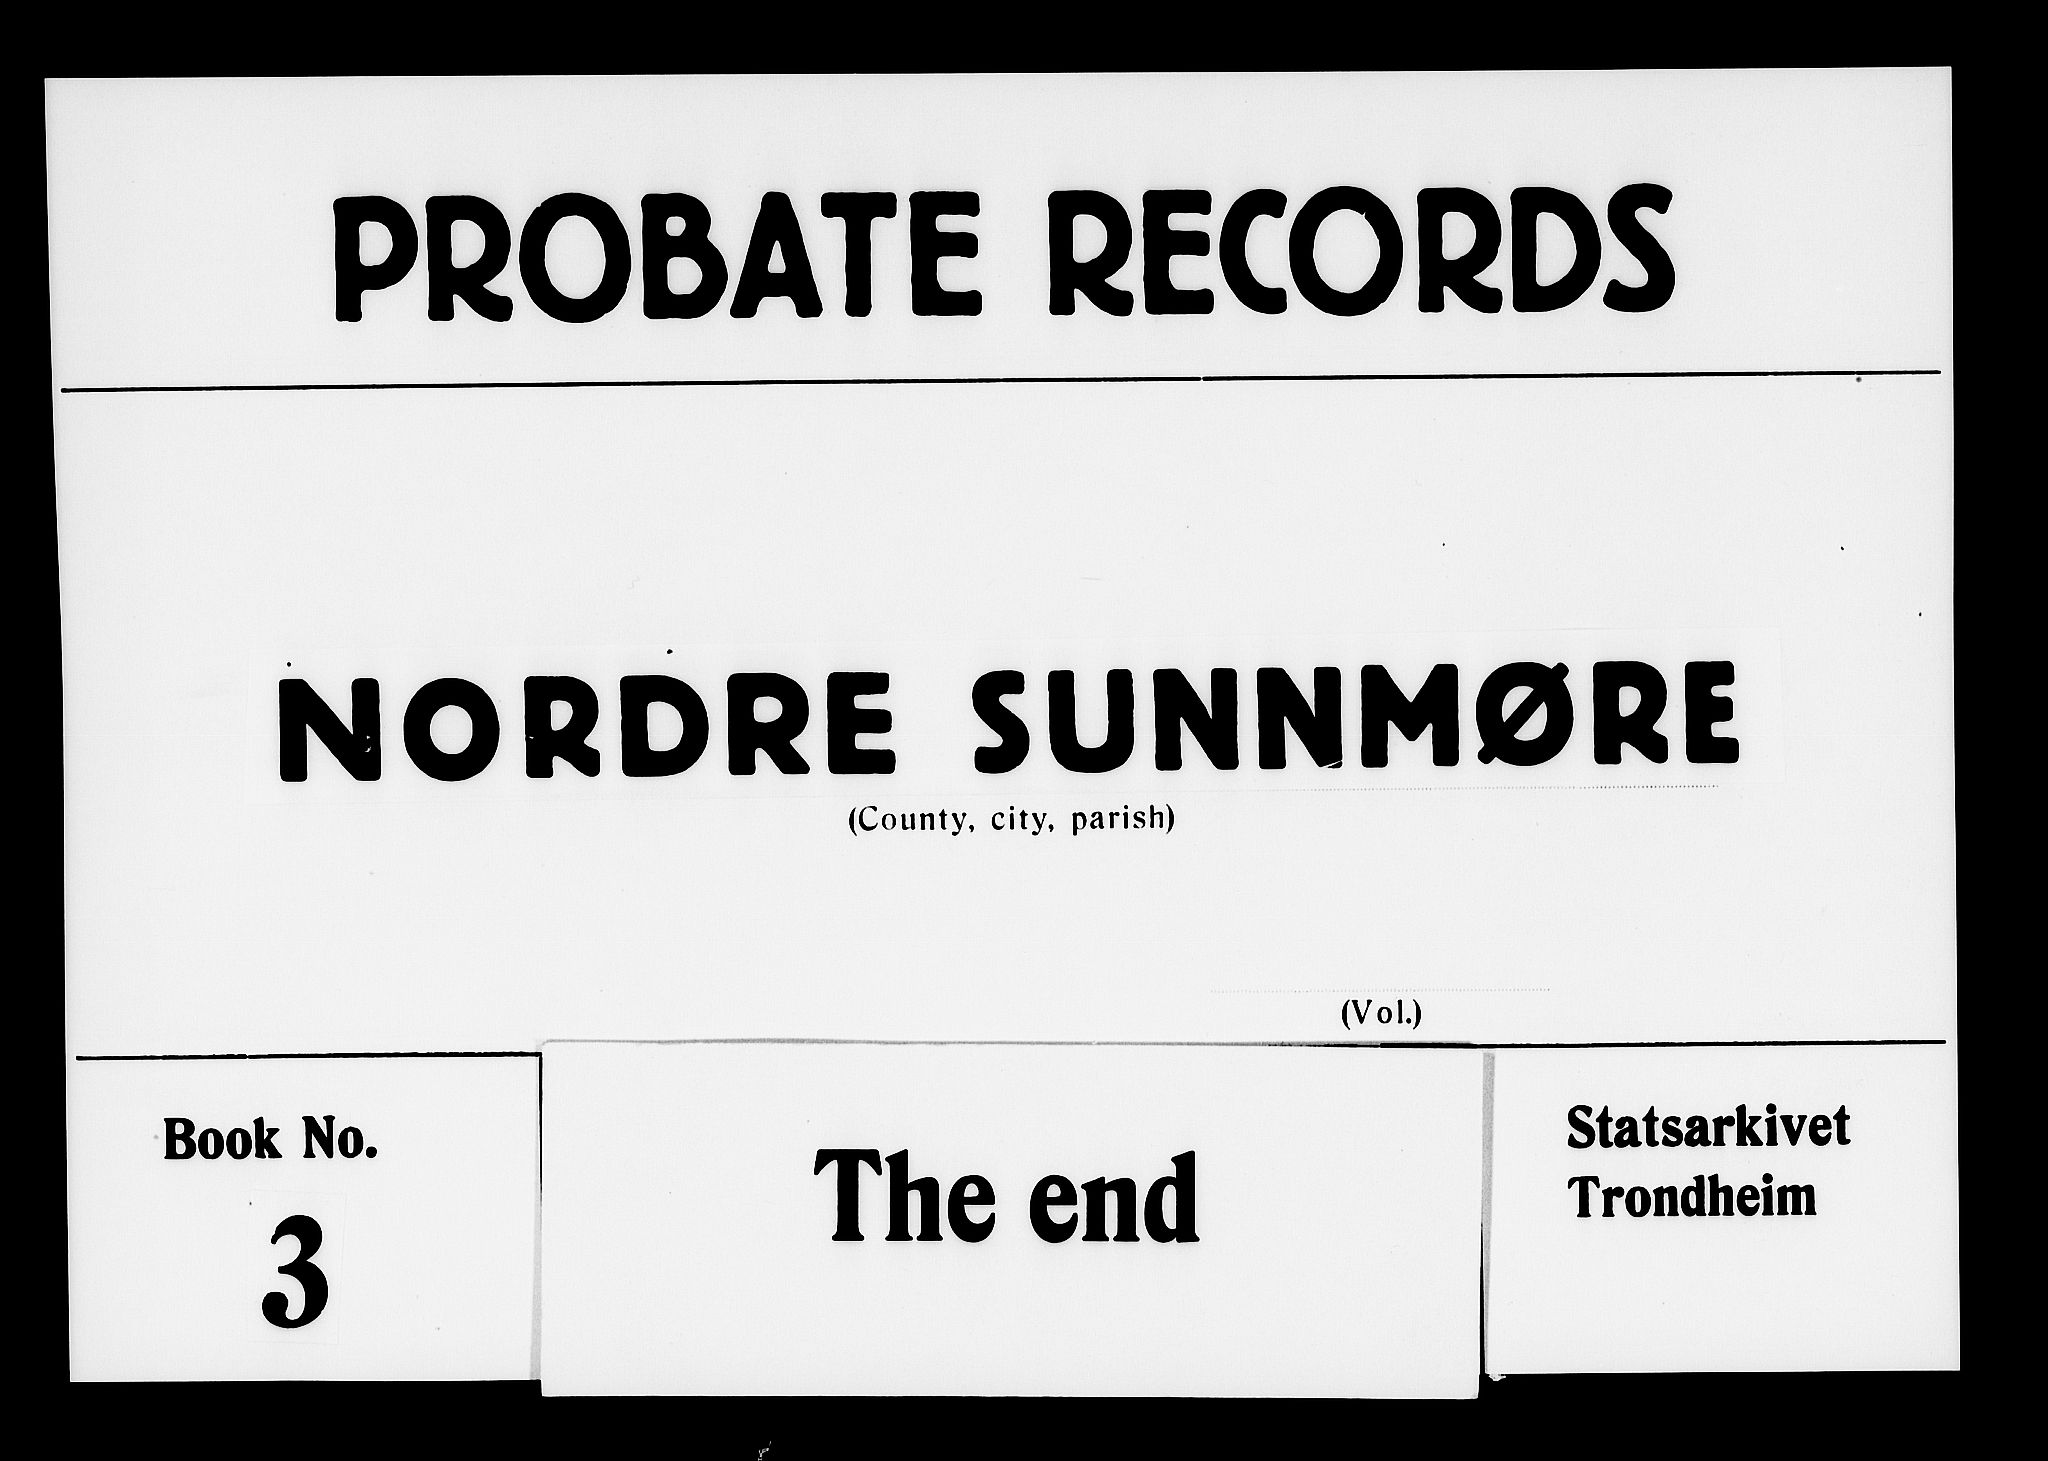 PROBATE RECORDS
NORDRE SUNNMØRE
(County, city, parish)
(Vol.)
Book No.
3
The end
Statsarkivet
Trondheim